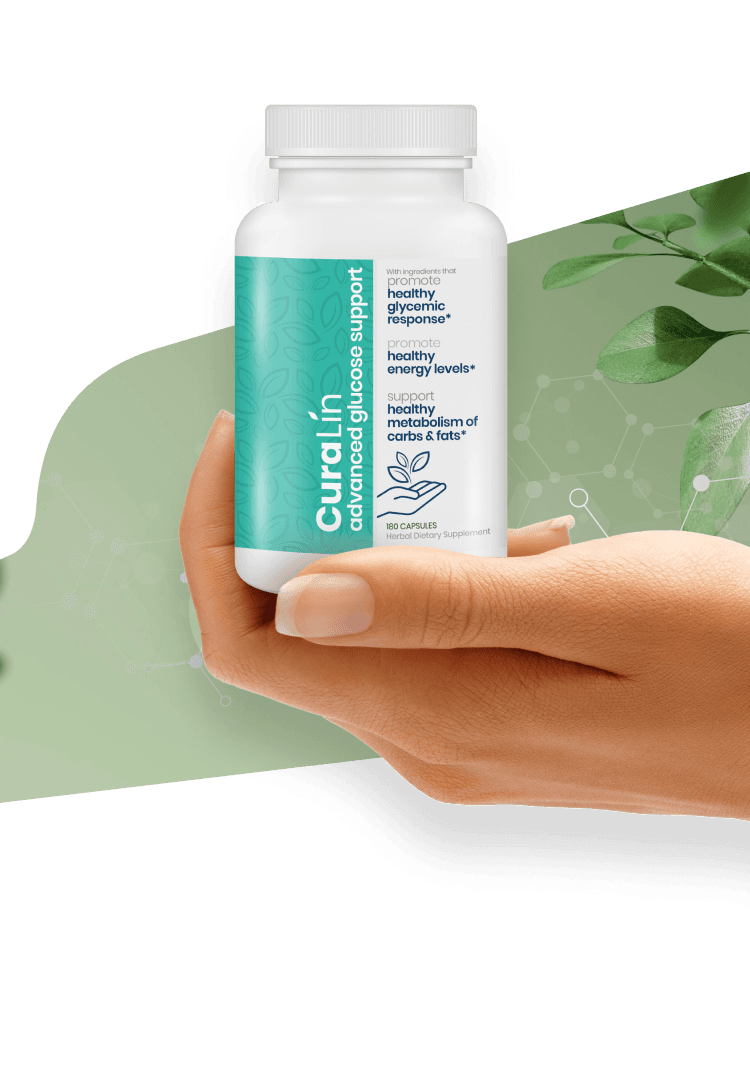 CuraLín
advanced glucose support
With ingredients that
promote
healthy
glycemic
response*
promote
healthy
energy levels*
support
healthy
metabolism of
carbs & fats*
180 CAPSULES
Herbal Dietary Supplement